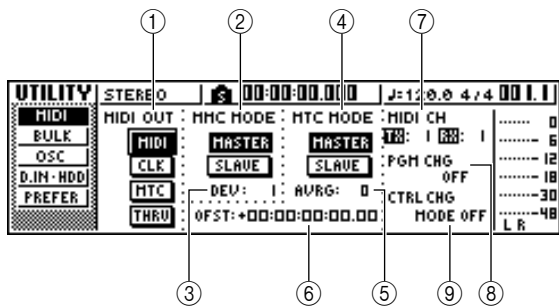 ① ② ④ ⑦
UTILITY STEREO S 00:00:00.000 ♩=120.0 4/4 001.1
MIDI
BULK
OSC
D.IN·HDD
PREFER
MIDI OUT
MIDI
CLK
MTC
THRU
MMC MODE
MASTER
SLAVE
DEV: 1
MTC MODE
MASTER
SLAVE
AVRG: 0
OFST:+00:00:00:00.00
MIDI CH
TX: 1 RX: 1
PGM CHG
OFF
CTRL CHG
MODE OFF
0
6
12
18
30
48
L R
③ ⑥ ⑤ ⑨ ⑧